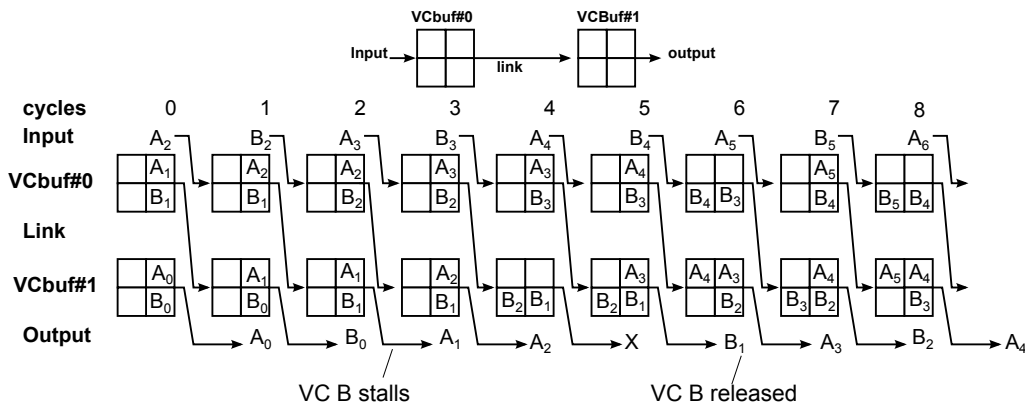 VCbuf#0 VCBuf#1
Input link output
cycles 0 1 2 3 4 5 6 7 8
Input A₂ B₂ A₃ B₃ A₄ B₄ A₅ B₅ A₆
A₁ A₂ A₂ A₃ A₃ A₄ A₅
VCbuf#0
B₁ B₁ B₂ B₂ B₃ B₃ B₄ B₃ B₄ B₅ B₄
Link
A₀ A₁ A₁ A₂ A₃ A₄ A₃ A₄ A₅ A₄
VCbuf#1
B₀ B₀ B₁ B₁ B₂ B₁ B₂ B₁ B₂ B₃ B₂ B₃
Output A₀ B₀ A₁ A₂ X B₁ A₃ B₂ A₄
VC B stalls VC B released